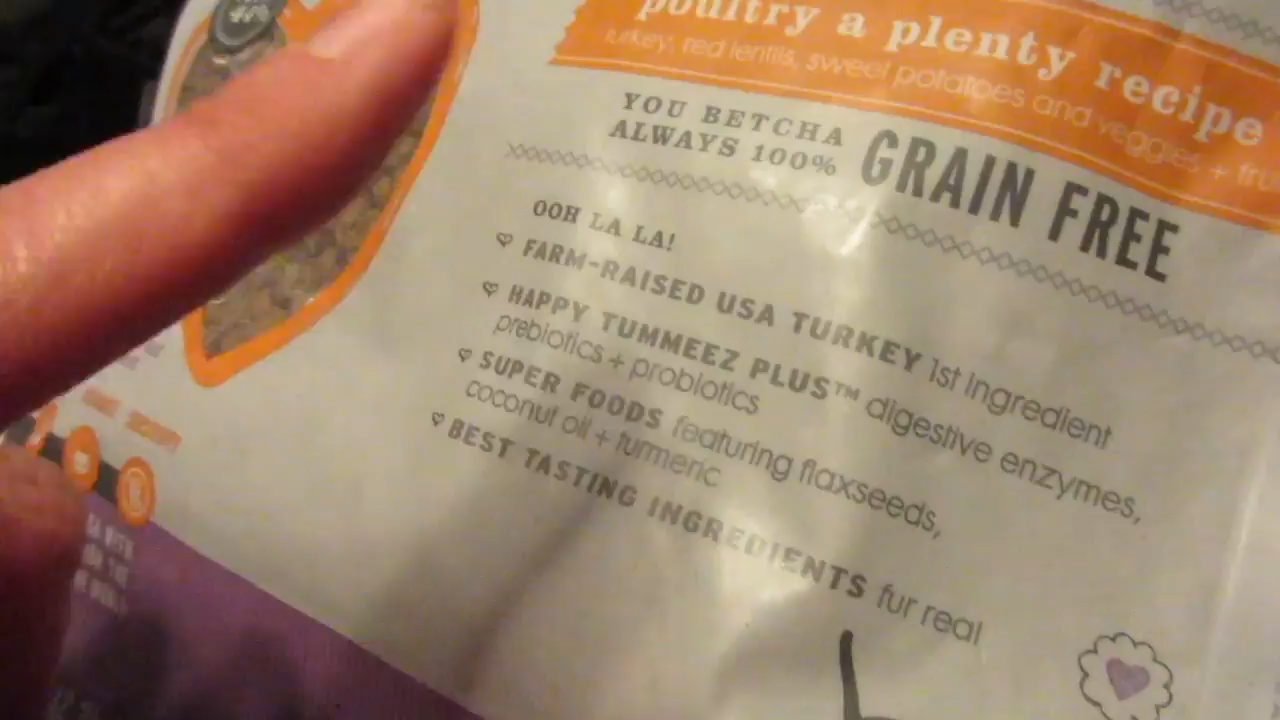 poultry a plenty recipe
turkey, red lentils, sweet potatoes and veggies +
YOU BETCHA
ALWAYS 100%
GRAIN FREE
OOH LA LA!
FARM-RAISED USA TURKEY 1st ingredient
HAPPY TUMMEEZ PLUS™ digestive enzymes,
prebiotics + probiotics
SUPER FOODS featuring flaxseeds,
coconut oil + turmeric
BEST TASTING INGREDIENTS fur real